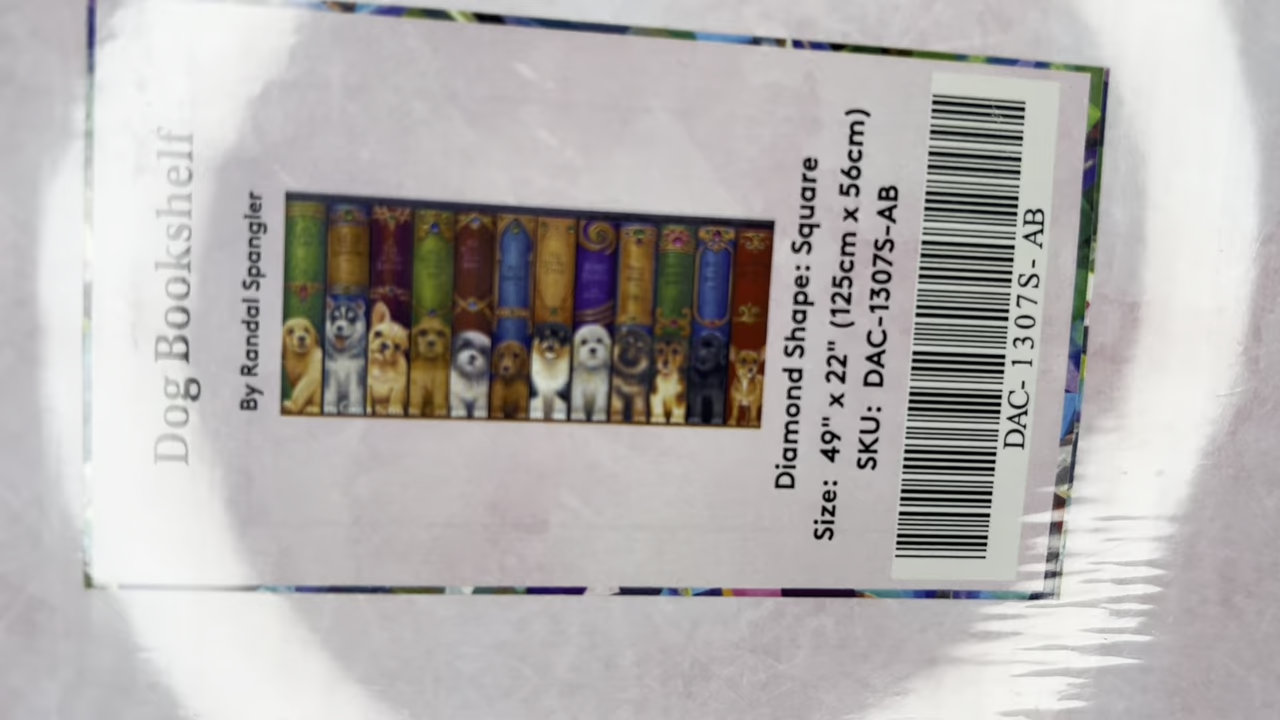 Dog Bookshelf
By Randal Spangler
Diamond Shape: Square
Size: 49" x 22" (125cm x 56cm)
SKU: DAC-1307S-AB
DAC- 1307S- AB